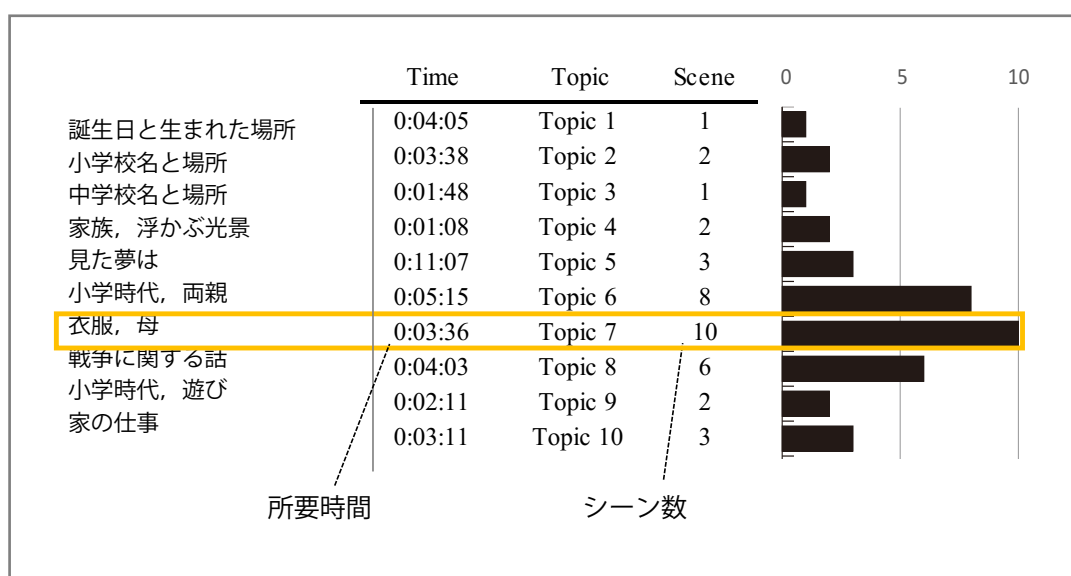 Time Topic Scene 0 5 10
誕生日と生まれた場所 0:04:05 Topic 1 1
小学校名と場所 0:03:38 Topic 2 2
中学校名と場所 0:01:48 Topic 3 1
家族，浮かぶ光景 0:01:08 Topic 4 2
見た夢は 0:11:07 Topic 5 3
小学時代，両親 0:05:15 Topic 6 8
衣服，母 0:03:36 Topic 7 10
戦争に関する話 0:04:03 Topic 8 6
小学時代，遊び 0:02:11 Topic 9 2
家の仕事 0:03:11 Topic 10 3
所要時間 シーン数